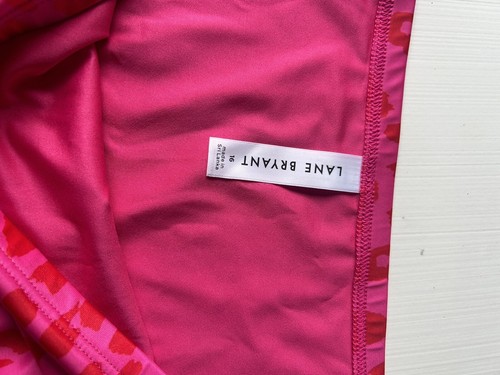 LANE BRYANT
16
made in
Sri Lanka